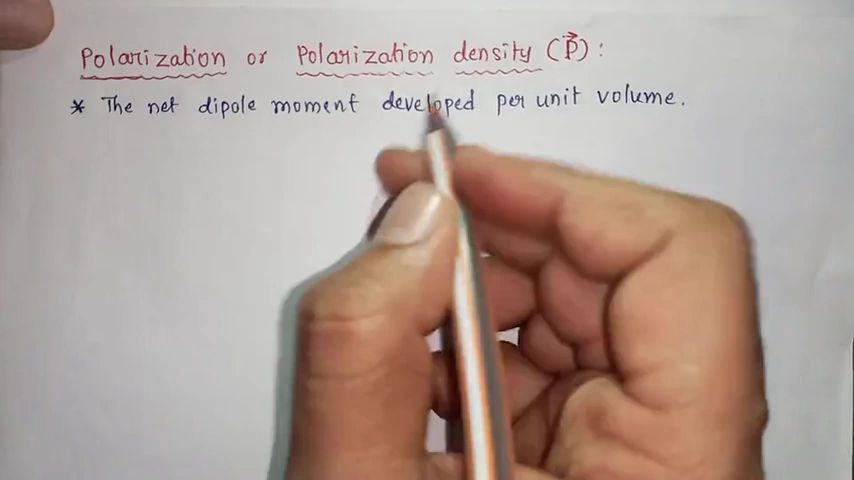 Polarization or Polarization density (P⃗) :
* The net dipole moment developed per unit volume.